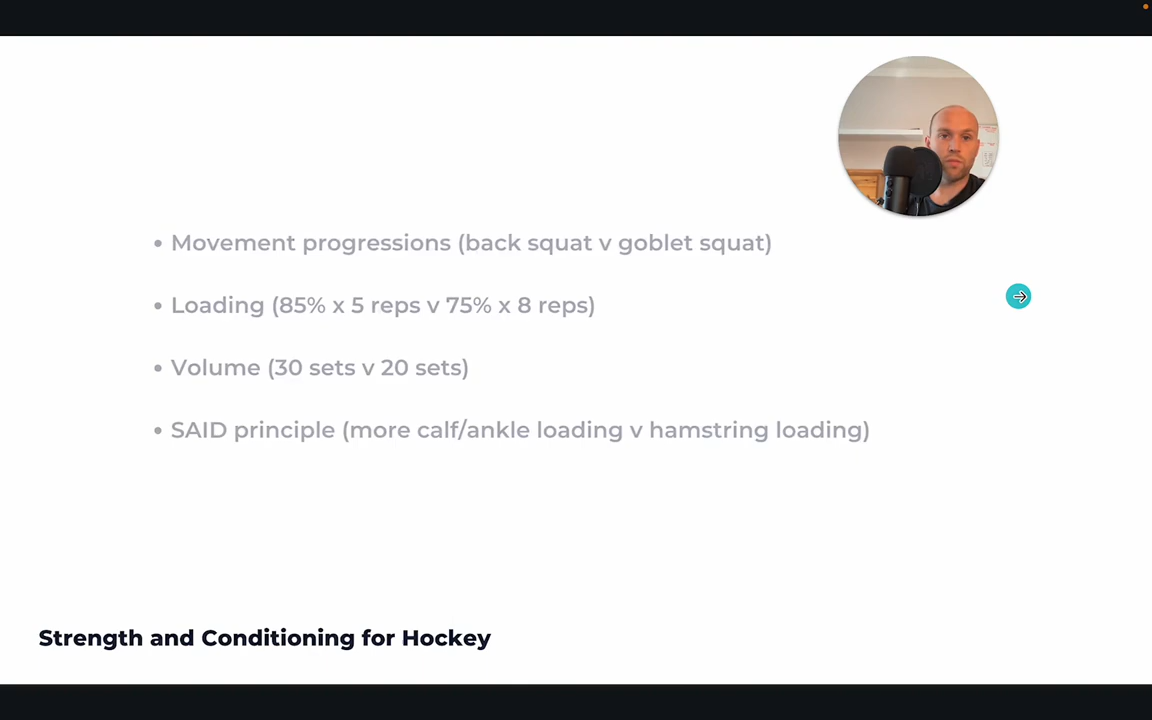 • Movement progressions (back squat v goblet squat)
• Loading (85% x 5 reps v 75% x 8 reps)
• Volume (30 sets v 20 sets)
• SAID principle (more calf/ankle loading v hamstring loading)
Strength and Conditioning for Hockey